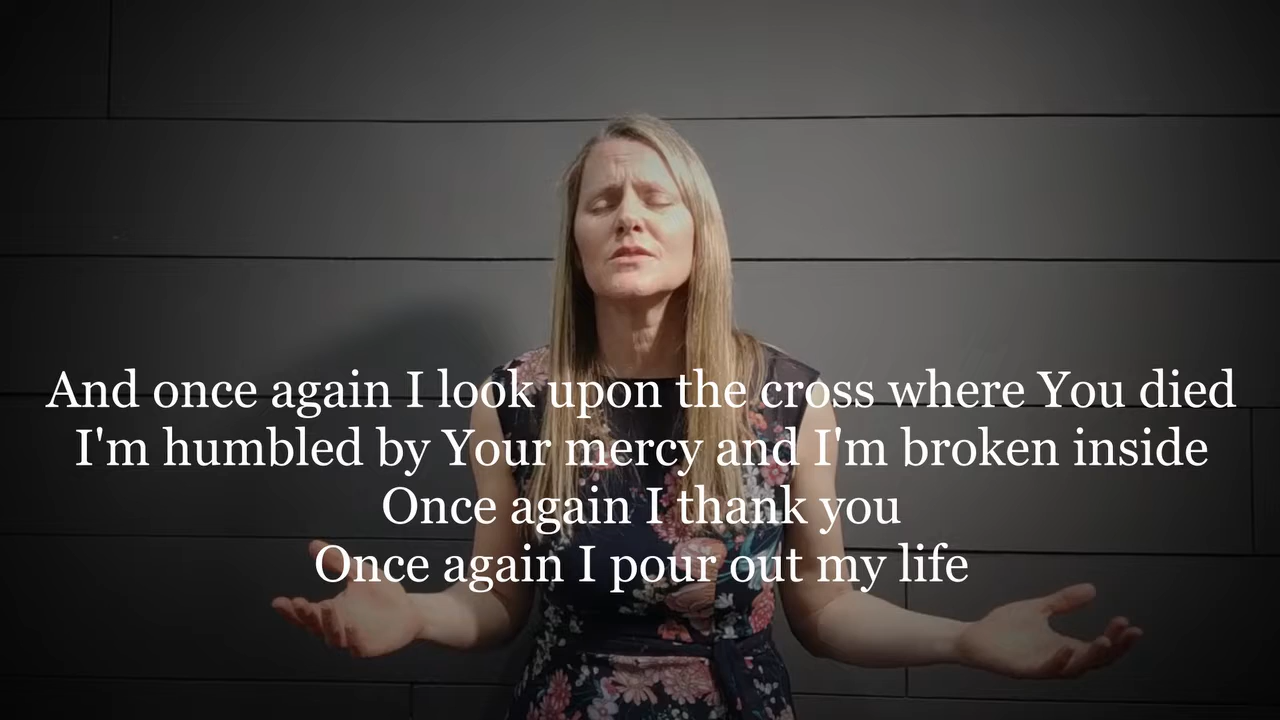 And once again I look upon the cross where You died
I'm humbled by Your mercy and I'm broken inside
Once again I thank you
Once again I pour out my life